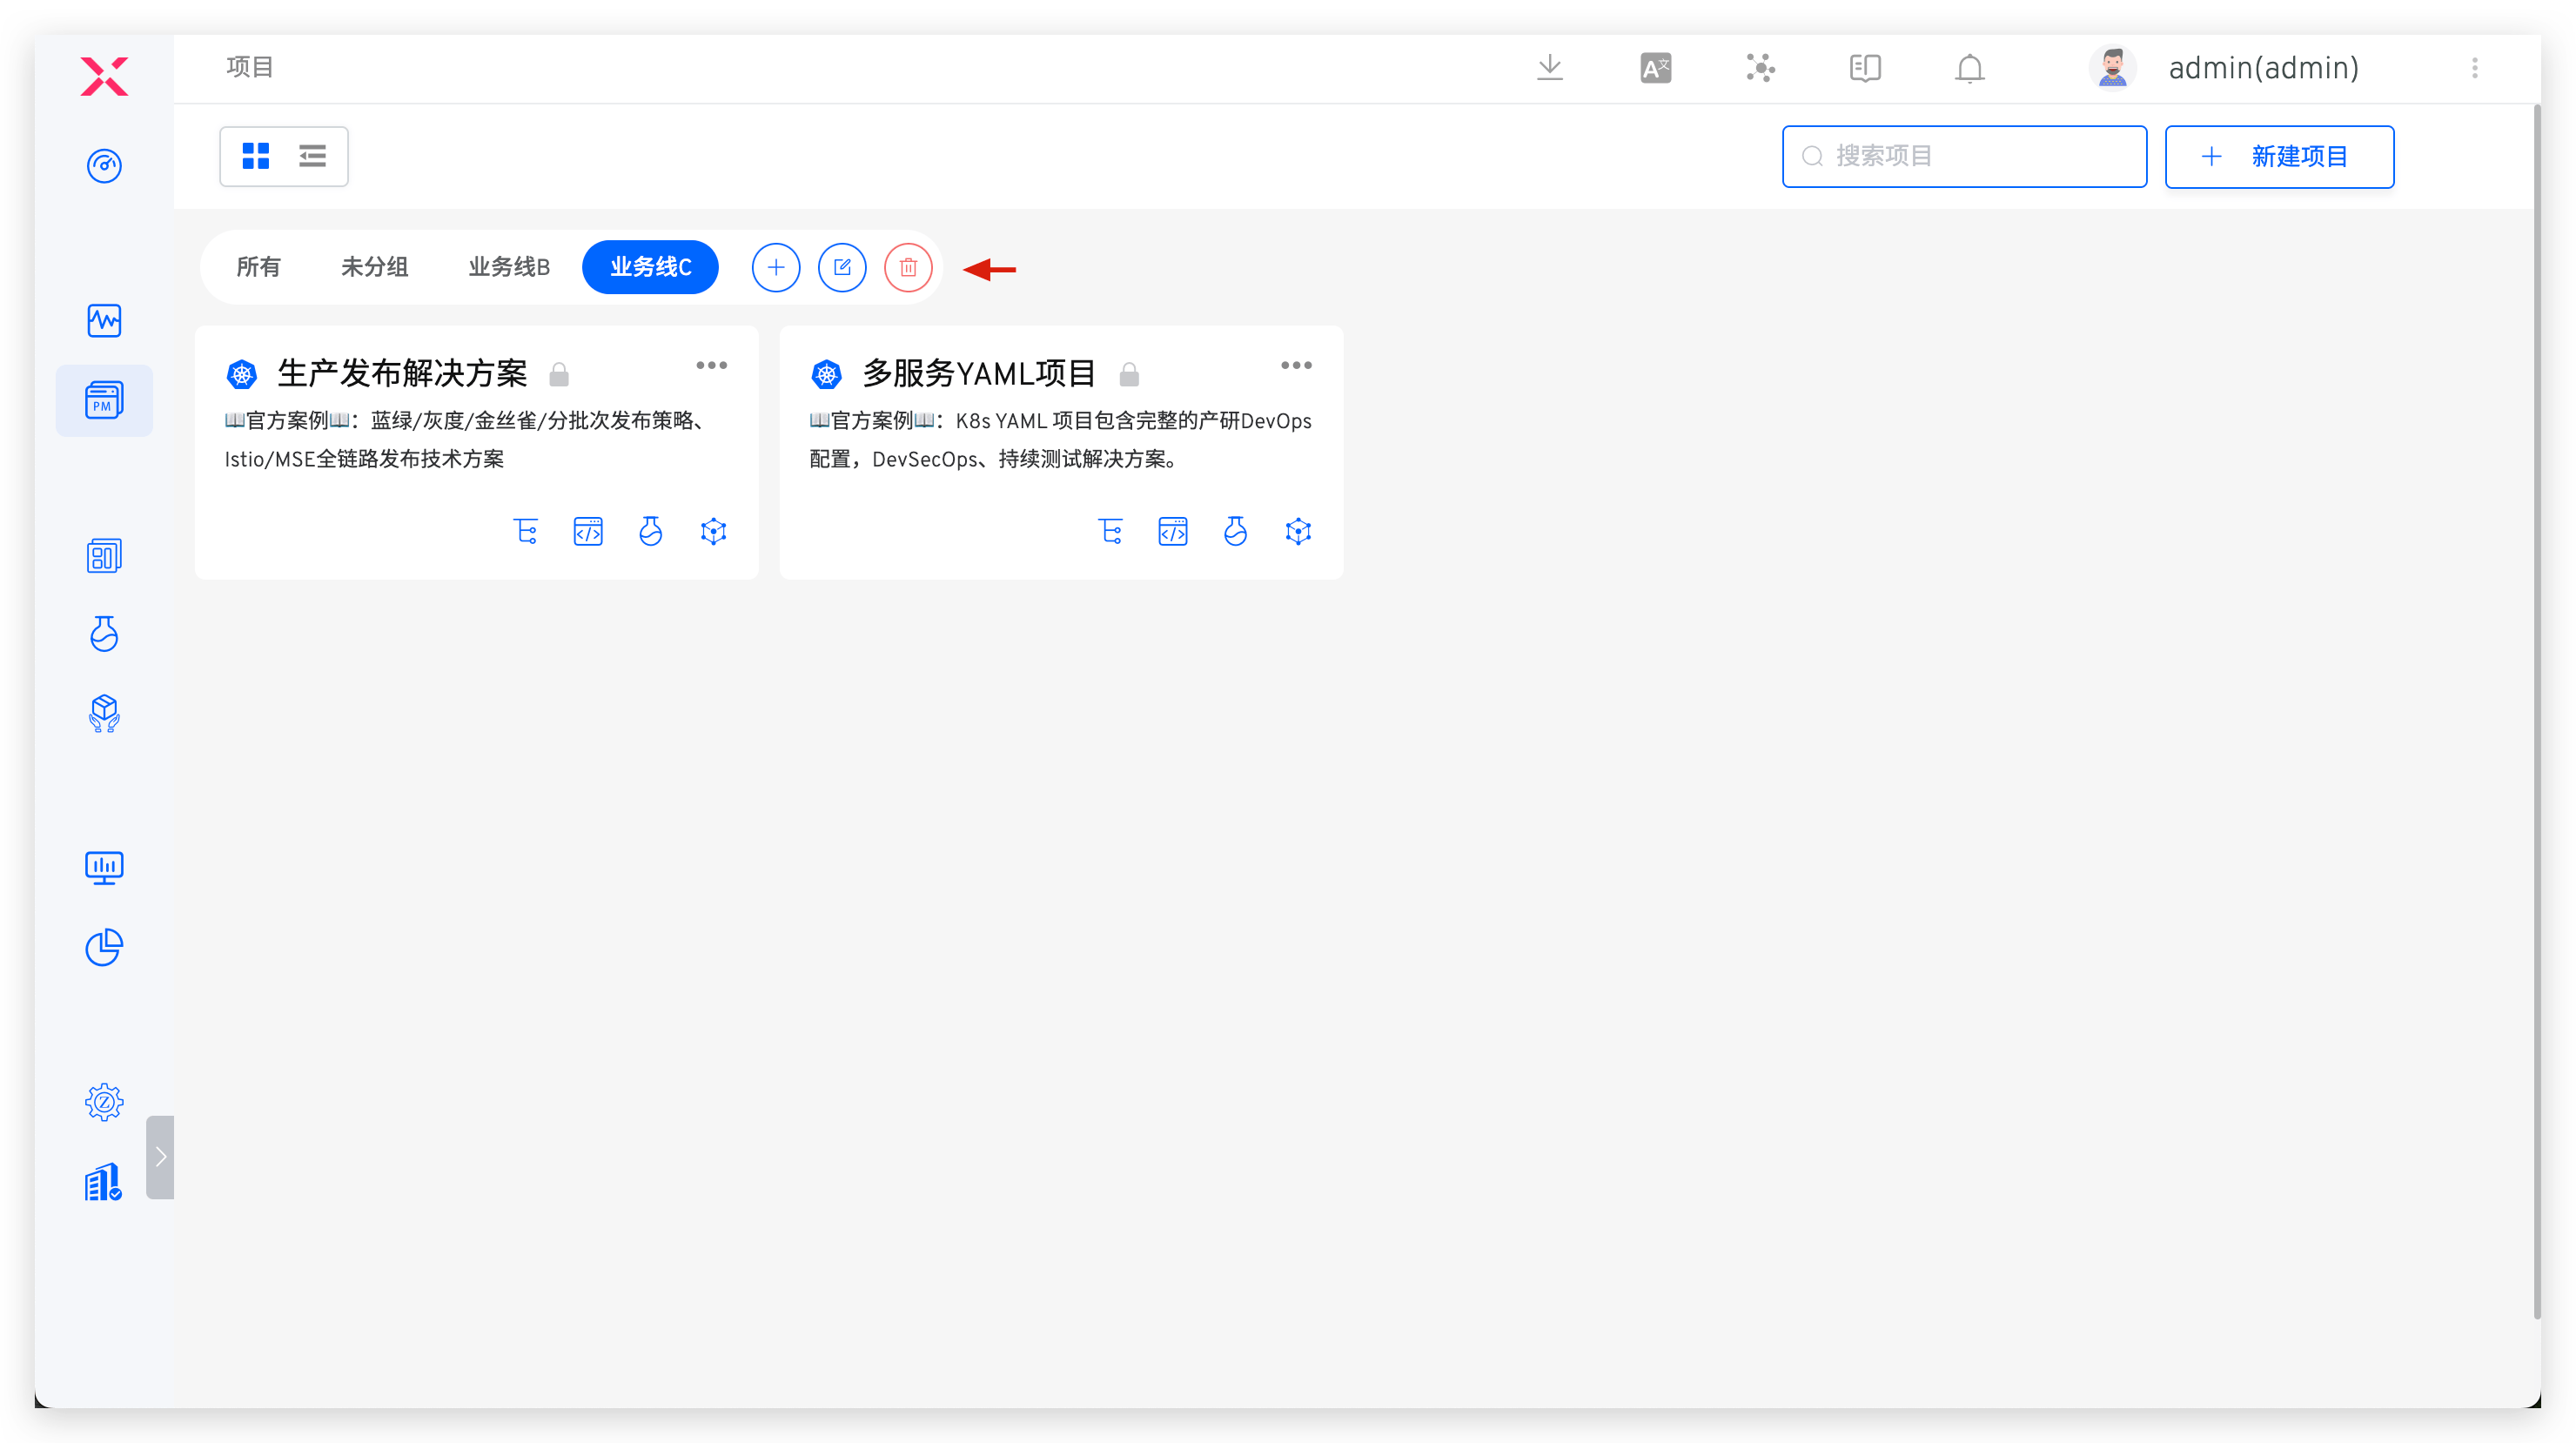 项目
A文
admin(admin)
搜索项目
新建项目
所有
未分组
业务线B
业务线C
生产发布解决方案
📖官方案例📖：蓝绿/灰度/金丝雀/分批次发布策略、
Istio/MSE全链路发布技术方案
多服务YAML项目
📖官方案例📖：K8s YAML 项目包含完整的产研DevOps
配置，DevSecOps、持续测试解决方案。
PM
Z